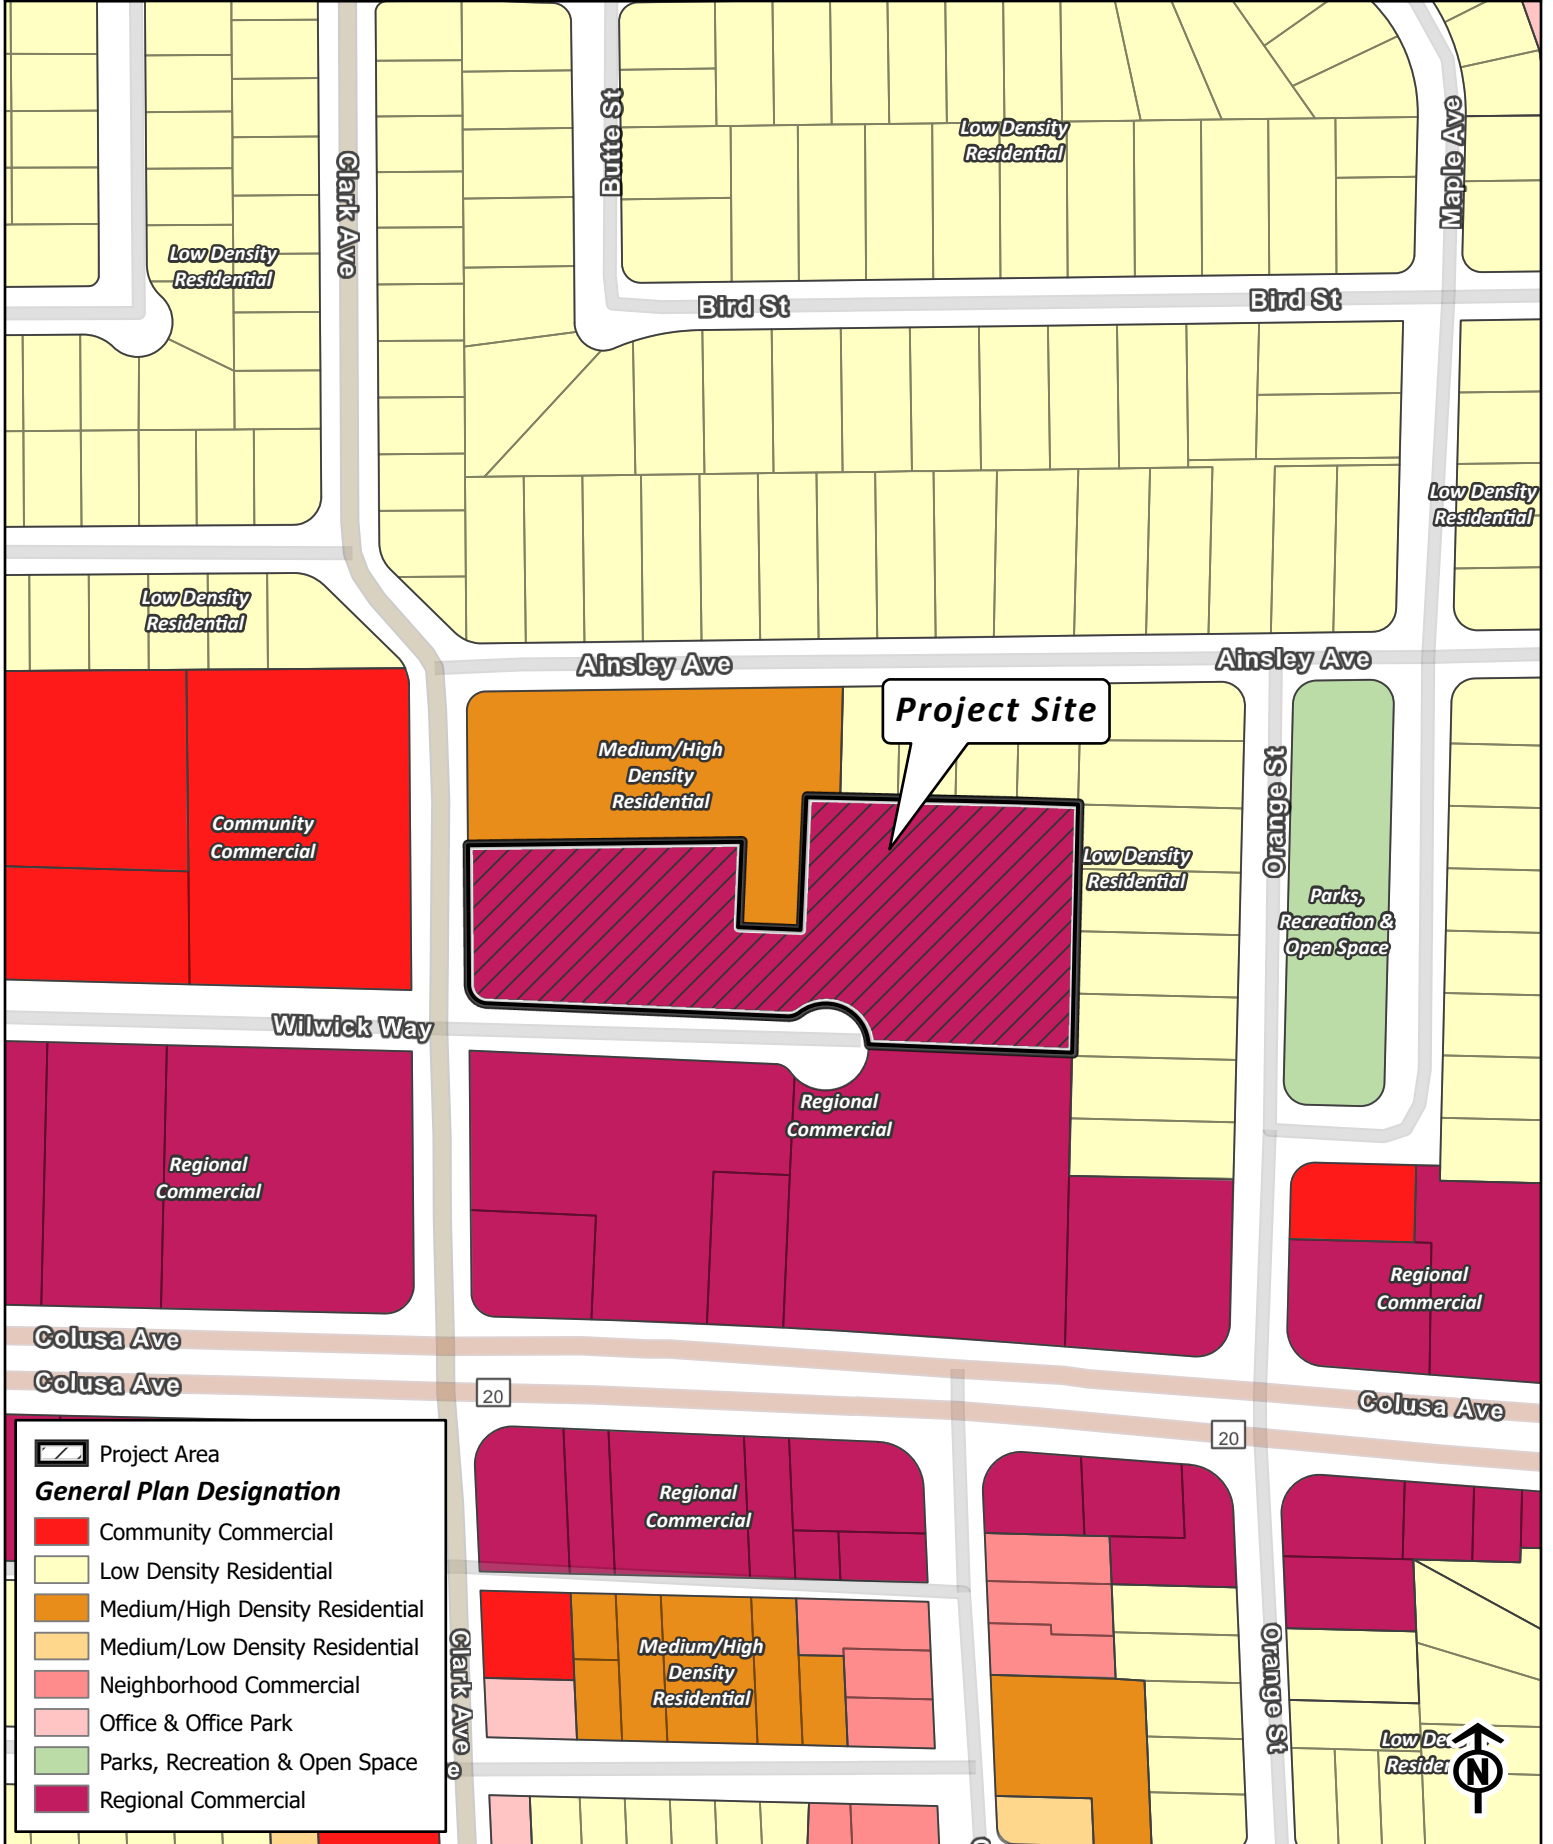 Butte St
Maple Ave
Low Density
Residential
Clark Ave
Low Density
Residential
Bird St
Bird St
Low Density
Residential
Low Density
Residential
Ainsley Ave
Ainsley Ave
Project Site
Medium/High
Density
Residential
Orange St
Community
Commercial
Low Density
Residential
Parks,
Recreation &
Open Space
Wilwick Way
Regional
Commercial
Regional
Commercial
Regional
Commercial
Colusa Ave
Colusa Ave
20
Colusa Ave
20
Regional
Commercial
Clark Ave
Medium/High
Density
Residential
Orange St
Low De
Reside
e
N
Project Area
General Plan Designation
Community Commercial
Low Density Residential
Medium/High Density Residential
Medium/Low Density Residential
Neighborhood Commercial
Office & Office Park
Parks, Recreation & Open Space
Regional Commercial